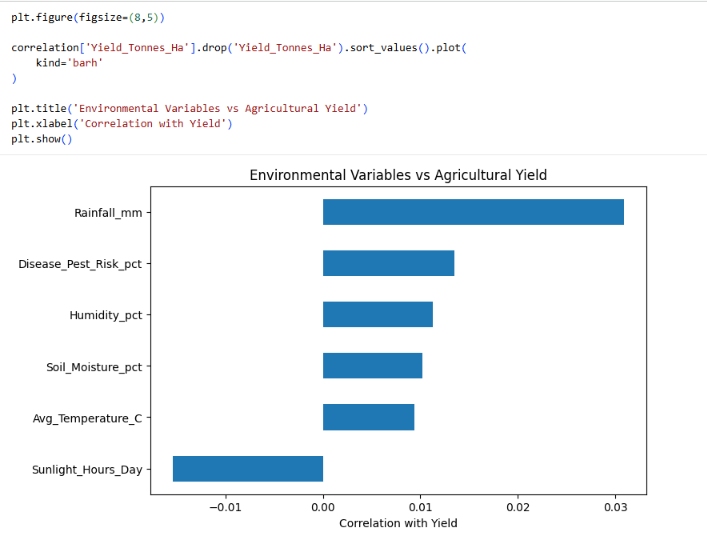 plt.figure(figsize=(8,5))
correlation['Yield_Tonnes_Ha'].drop('Yield_Tonnes_Ha').sort_values().plot(
    kind='barh'
)
plt.title('Environmental Variables vs Agricultural Yield')
plt.xlabel('Correlation with Yield')
plt.show()
Environmental Variables vs Agricultural Yield
Rainfall_mm
Disease_Pest_Risk_pct
Humidity_pct
Soil_Moisture_pct
Avg_Temperature_C
Sunlight_Hours_Day
−0.01 0.00 0.01 0.02 0.03
Correlation with Yield